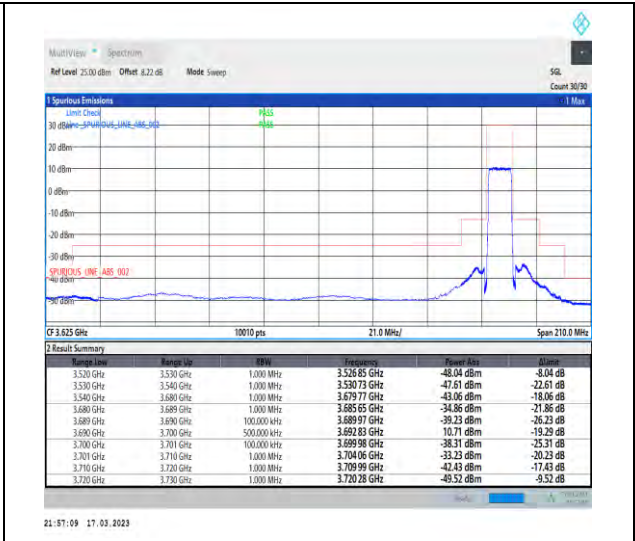 MultiView Spectrum
Ref Level 25.00 dBm Offset 8.22 dB Mode Sweep SGL
Count 30/30
1 Spurious Emissions 1 Max
Limit Check PASS
30 dBm Line _SPURIOUS_LINE_ABS_002 PASS
20 dBm
10 dBm
0 dBm
-10 dBm
-20 dBm
-30 dBm
_SPURIOUS_LINE_ABS_002
-40 dBm
-50 dBm
CF 3.625 GHz 10010 pts 21.0 MHz/ Span 210.0 MHz
2 Result Summary
Range Low Range Up RBW Frequency Power Abs ΔLimit
3.520 GHz 3.530 GHz 1.000 MHz 3.526 85 GHz -48.04 dBm -8.04 dB
3.530 GHz 3.540 GHz 1.000 MHz 3.530 73 GHz -47.61 dBm -22.61 dB
3.540 GHz 3.680 GHz 1.000 MHz 3.679 77 GHz -43.06 dBm -18.06 dB
3.680 GHz 3.689 GHz 1.000 MHz 3.685 65 GHz -34.86 dBm -21.86 dB
3.689 GHz 3.690 GHz 100.000 kHz 3.689 97 GHz -39.23 dBm -26.23 dB
3.690 GHz 3.700 GHz 500.000 kHz 3.692 83 GHz 10.71 dBm -19.29 dB
3.700 GHz 3.701 GHz 100.000 kHz 3.699 98 GHz -38.31 dBm -25.31 dB
3.701 GHz 3.710 GHz 1.000 MHz 3.704 06 GHz -33.23 dBm -20.23 dB
3.710 GHz 3.720 GHz 1.000 MHz 3.709 99 GHz -42.43 dBm -17.43 dB
3.720 GHz 3.730 GHz 1.000 MHz 3.720 28 GHz -49.52 dBm -9.52 dB
21:57:09 17.03.2023